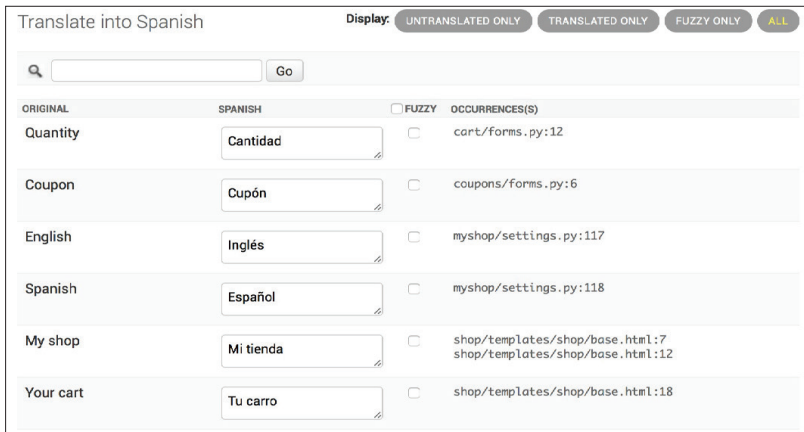 Translate into Spanish Display: UNTRANSLATED ONLY TRANSLATED ONLY FUZZY ONLY ALL
Go
ORIGINAL SPANISH FUZZY OCCURRENCES(S)
Quantity Cantidad cart/forms.py:12
Coupon Cupón coupons/forms.py:6
English Inglés myshop/settings.py:117
Spanish Español myshop/settings.py:118
My shop Mi tienda shop/templates/shop/base.html:7
shop/templates/shop/base.html:12
Your cart Tu carro shop/templates/shop/base.html:18